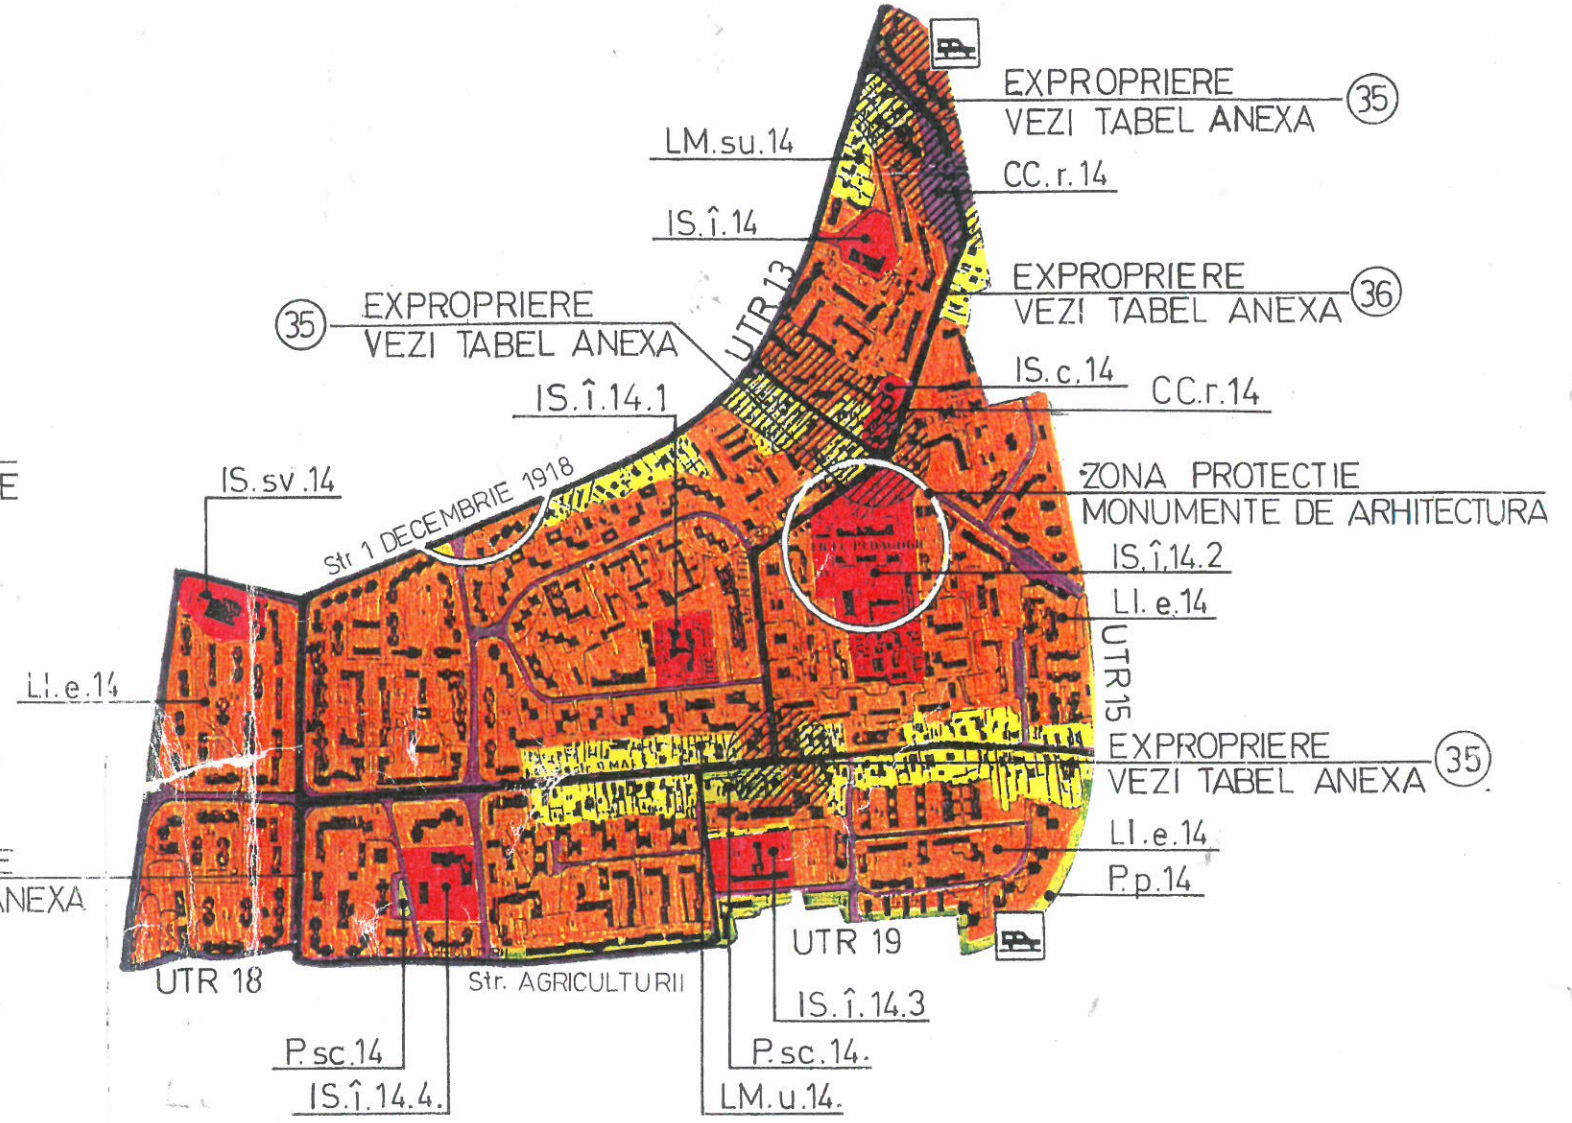 EXPROPRIERE
VEZI TABEL ANEXA
35
LM.su.14
CC.r.14
IS.î.14
UTR 13
EXPROPRIERE
VEZI TABEL ANEXA
36
35
EXPROPRIERE
VEZI TABEL ANEXA
IS.c.14
CC.r.14
IS.î.14.1
E
IS.sv.14
Str 1 DECEMBRIE 1918
ZONA PROTECTIE
MONUMENTE DE ARHITECTURA
IS.î.14.2
LI.e.14
UTR 15
LI.e.14
EXPROPRIERE
VEZI TABEL ANEXA
35
LI.e.14
P.p.14
E
ANEXA
UTR 18
Str. AGRICULTURII
UTR 19
IS.î.14.3
P.sc.14
P.sc.14.
IS.î.14.4.
LM.u.14.